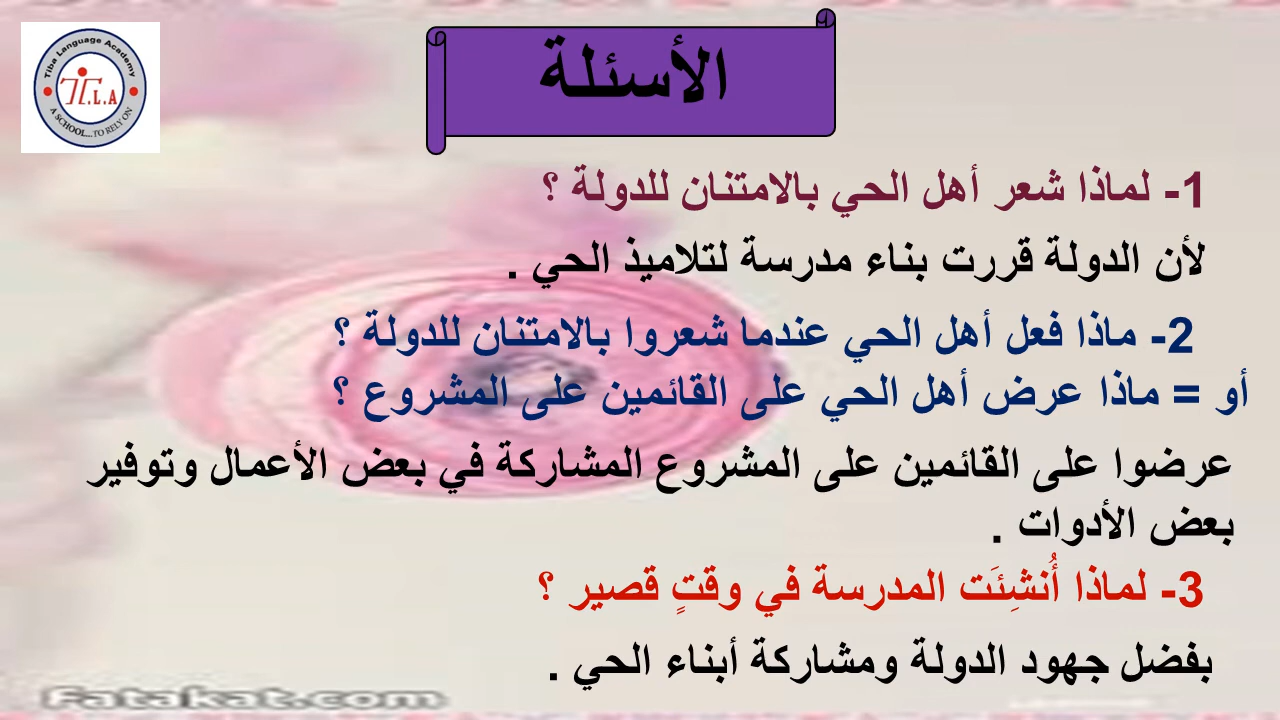 Tiba Language Academy
T.L.A
A SCHOOL...TO RELY ON
الأسئلة
1- لماذا شعر أهل الحي بالامتنان للدولة ؟
لأن الدولة قررت بناء مدرسة لتلاميذ الحي .
2- ماذا فعل أهل الحي عندما شعروا بالامتنان للدولة ؟
أو = ماذا عرض أهل الحي على القائمين على المشروع ؟
عرضوا على القائمين على المشروع المشاركة في بعض الأعمال وتوفير
بعض الأدوات .
3- لماذا أُنشِئَت المدرسة في وقتٍ قصير ؟
بفضل جهود الدولة ومشاركة أبناء الحي .
Fatakat.com